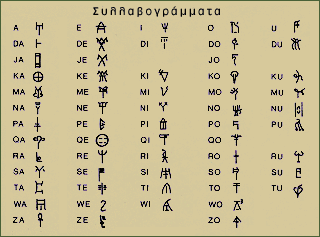 Συλλαβογράμματα
A E I O U
DA DE DI DO DU
JA JE JO
KA KE KI KO KU
MA ME MI MO MU
NA NE NI NO NU
PA PE PI PO PU
QA QE QI QO
RA RE RI RO RU
SA SE SI SO SU
TA TE TI TO TU
WA WE WI WO
ZA ZE ZO